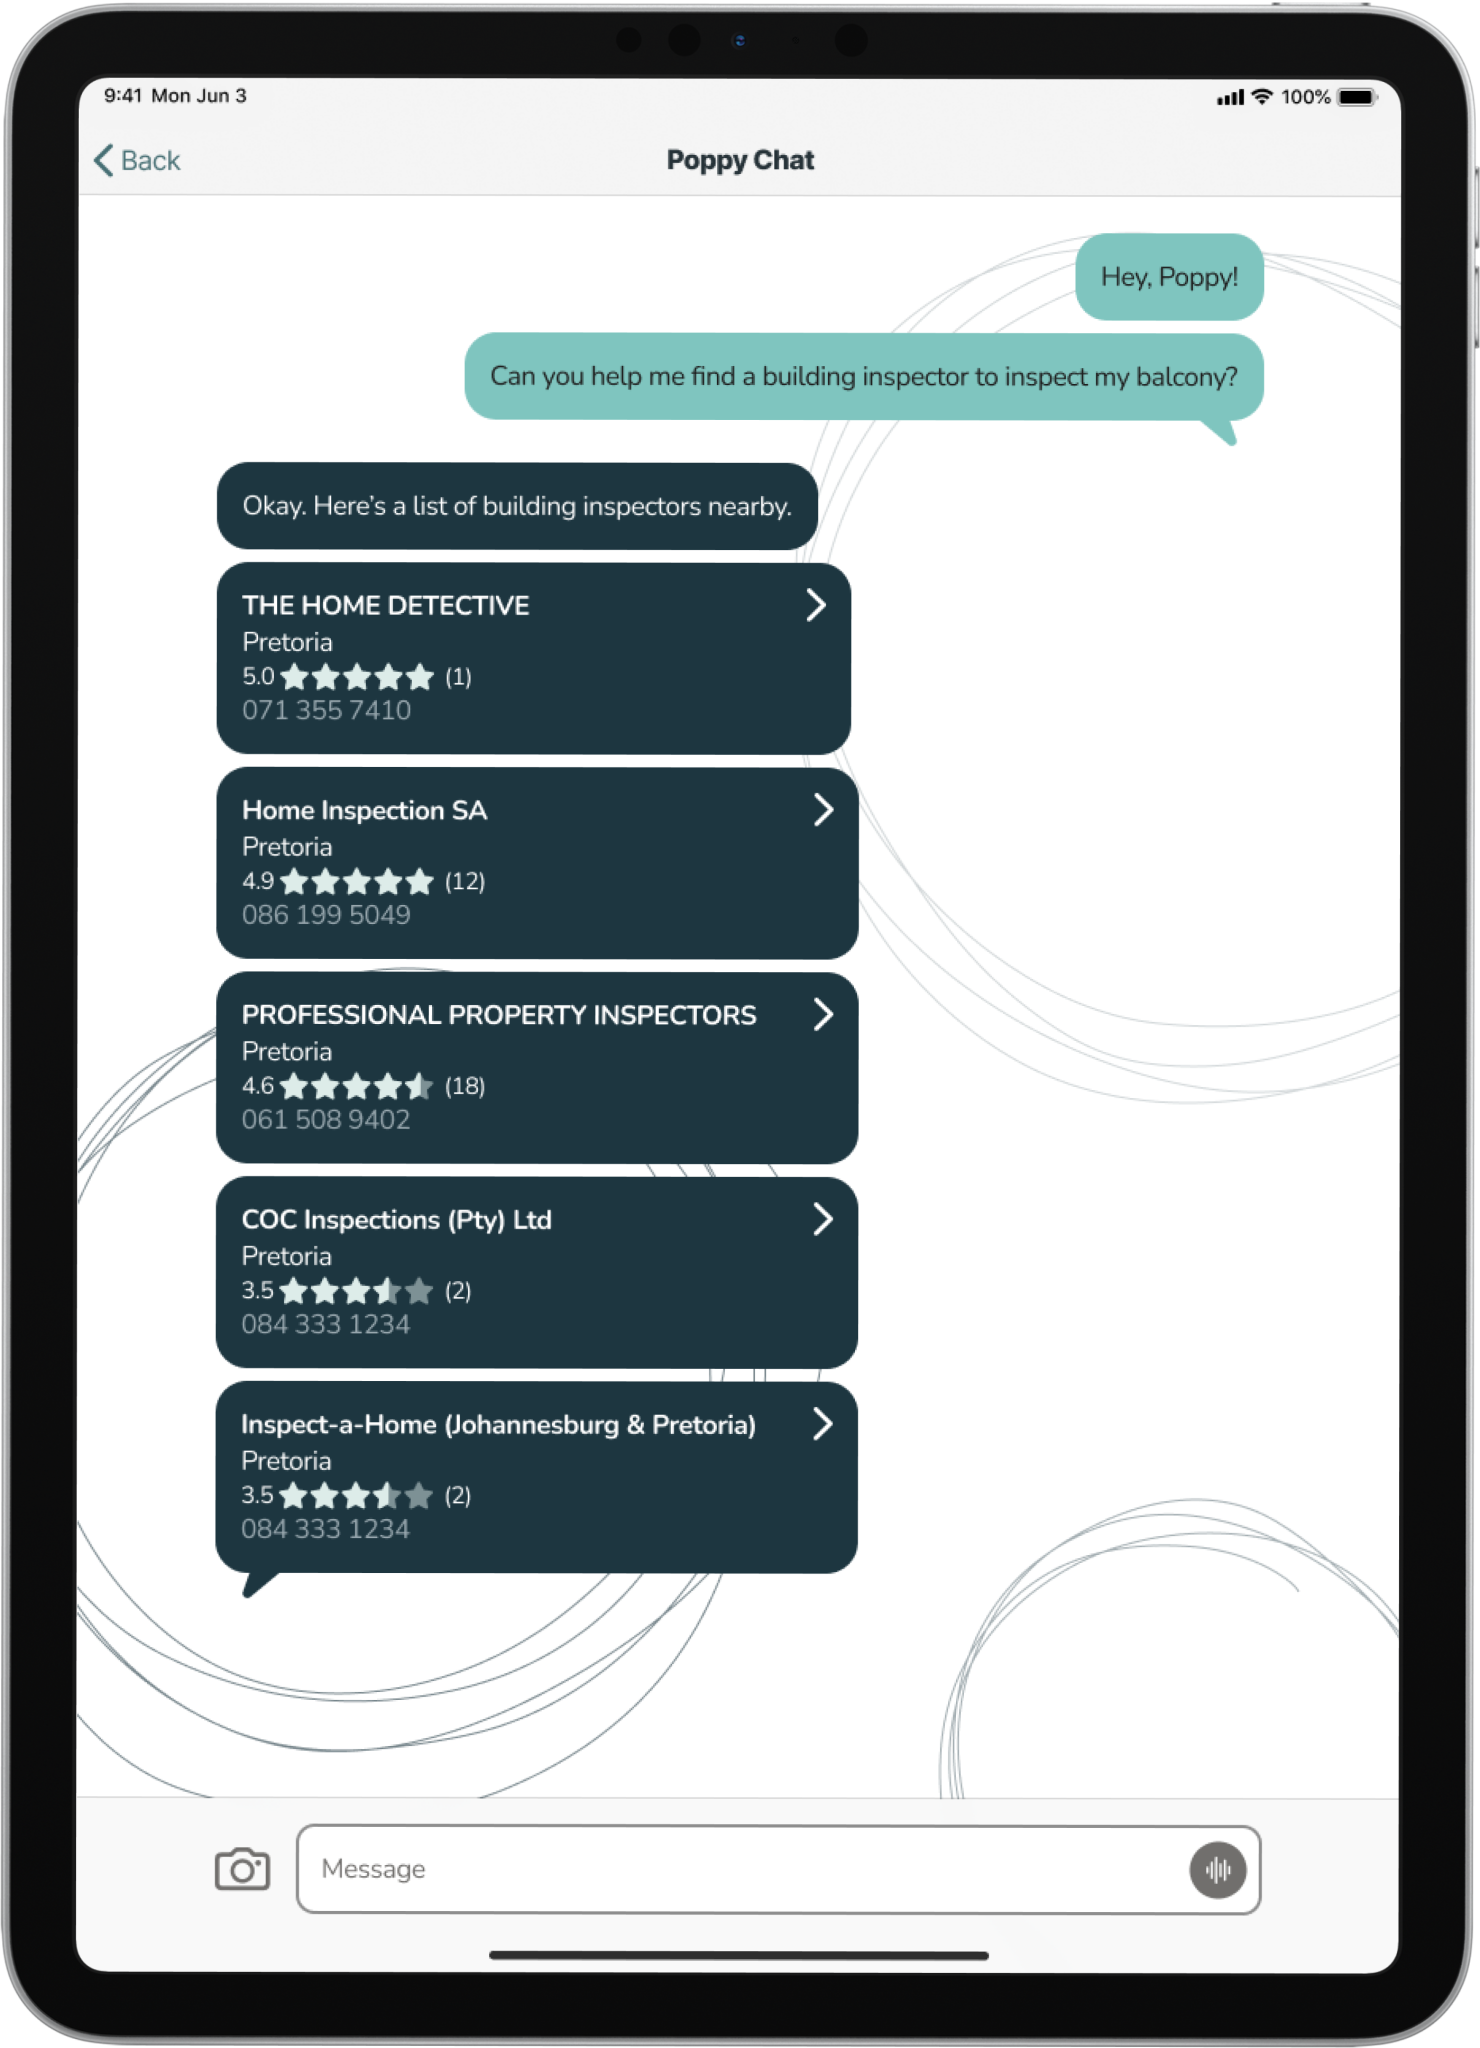 9:41 Mon Jun 3
100%
Back
Poppy Chat
Hey, Poppy!
Can you help me find a building inspector to inspect my balcony?
Okay. Here's a list of building inspectors nearby.
THE HOME DETECTIVE
Pretoria
5.0 (1)
071 355 7410
Home Inspection SA
Pretoria
4.9 (12)
086 199 5049
PROFESSIONAL PROPERTY INSPECTORS
Pretoria
4.6 (18)
061 508 9402
COC Inspections (Pty) Ltd
Pretoria
3.5 (2)
084 333 1234
Inspect-a-Home (Johannesburg & Pretoria)
Pretoria
3.5 (2)
084 333 1234
Message